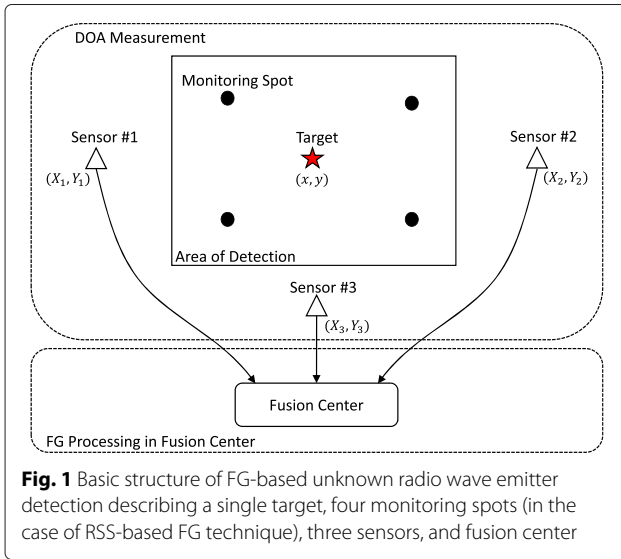 DOA Measurement
Monitoring Spot
Sensor #1
Target
Sensor #2
(X₁, Y₁)
(x, y)
(X₂, Y₂)
Area of Detection
Sensor #3
(X₃, Y₃)
Fusion Center
FG Processing in Fusion Center
Fig. 1 Basic structure of FG-based unknown radio wave emitter
detection describing a single target, four monitoring spots (in the
case of RSS-based FG technique), three sensors, and fusion center